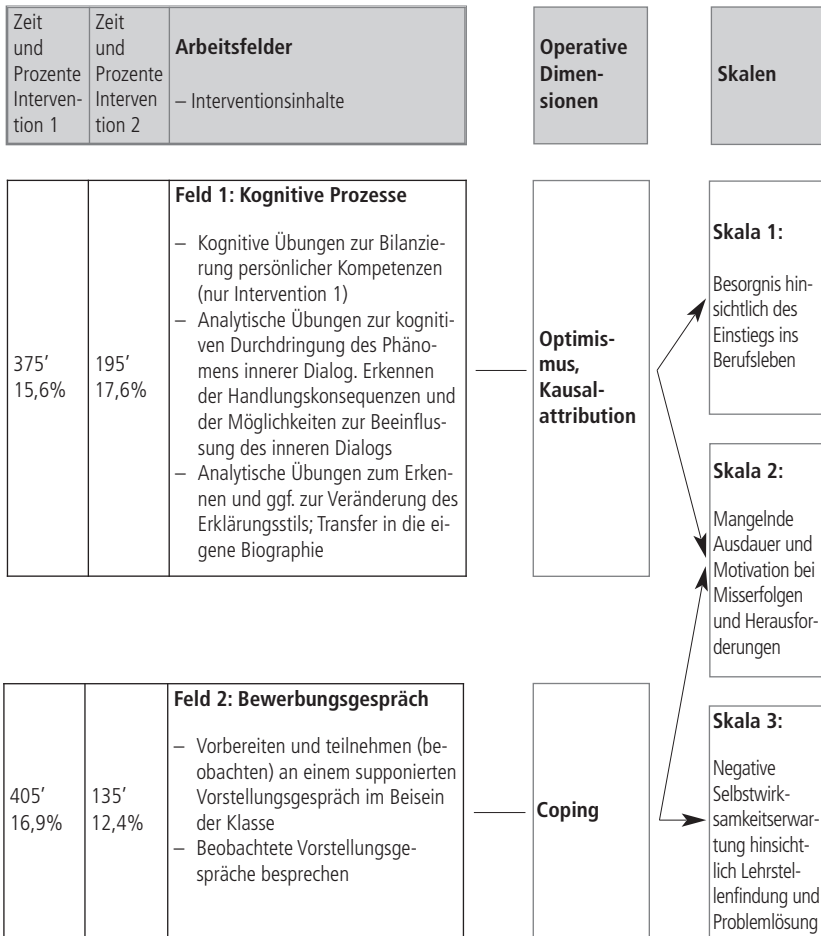 Zeit
und
Prozente
Interven-
tion 1
Zeit
und
Prozente
Interven
tion 2
Arbeitsfelder
– Interventionsinhalte
Operative
Dimen-
sionen
Skalen
375’
15,6%
195’
17,6%
Feld 1: Kognitive Prozesse
– Kognitive Übungen zur Bilanzie-
rung persönlicher Kompetenzen
(nur Intervention 1)
– Analytische Übungen zur kogniti-
ven Durchdringung des Phäno-
mens innerer Dialog. Erkennen
der Handlungskonsequenzen und
der Möglichkeiten zur Beeinflus-
sung des inneren Dialogs
– Analytische Übungen zum Erken-
nen und ggf. zur Veränderung des
Erklärungsstils; Transfer in die ei-
gene Biographie
Optimis-
mus,
Kausal-
attribution
Skala 1:
Besorgnis hin-
sichtlich des
Einstiegs ins
Berufsleben
Skala 2:
Mangelnde
Ausdauer und
Motivation bei
Misserfolgen
und Herausfor-
derungen
405’
16,9%
135’
12,4%
Feld 2: Bewerbungsgespräch
– Vorbereiten und teilnehmen (be-
obachten) an einem supponierten
Vorstellungsgespräch im Beisein
der Klasse
– Beobachtete Vorstellungsge-
spräche besprechen
Coping
Skala 3:
Negative
Selbstwirk-
samkeitserwar-
tung hinsicht-
lich Lehrstel-
lenfindung und
Problemlösung